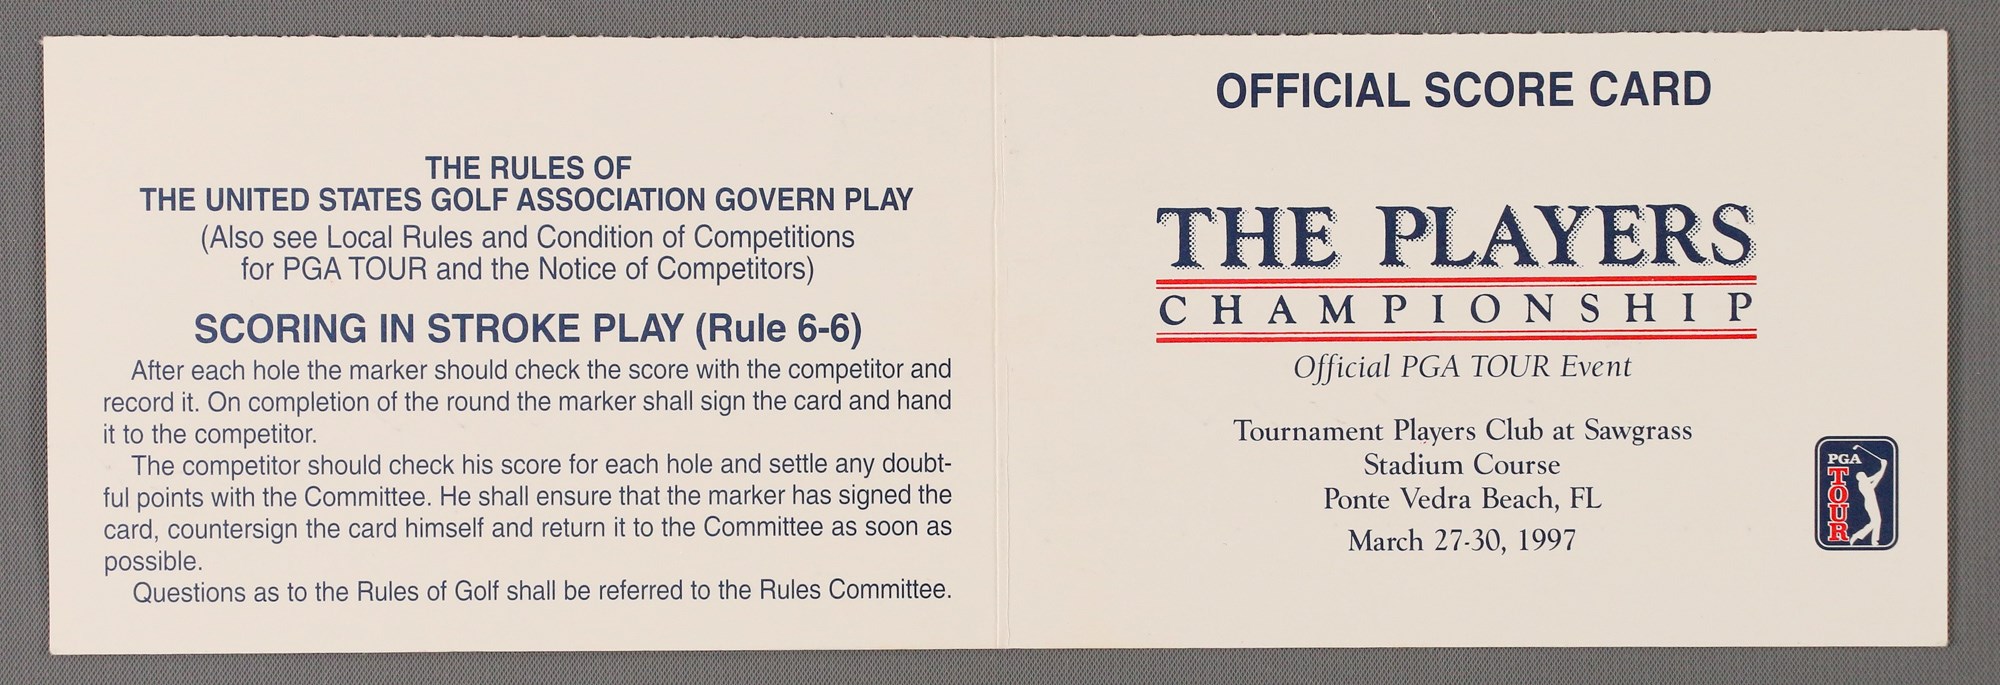 THE RULES OF
THE UNITED STATES GOLF ASSOCIATION GOVERN PLAY
(Also see Local Rules and Condition of Competitions
for PGA TOUR and the Notice of Competitors)
SCORING IN STROKE PLAY (Rule 6-6)
After each hole the marker should check the score with the competitor and
record it. On completion of the round the marker shall sign the card and hand
it to the competitor.
The competitor should check his score for each hole and settle any doubt-
ful points with the Committee. He shall ensure that the marker has signed the
card, countersign the card himself and return it to the Committee as soon as
possible.
Questions as to the Rules of Golf shall be referred to the Rules Committee.
OFFICIAL SCORE CARD
THE PLAYERS
CHAMPIONSHIP
Official PGA TOUR Event
Tournament Players Club at Sawgrass
Stadium Course
Ponte Vedra Beach, FL
March 27-30, 1997
PGA
TOUR